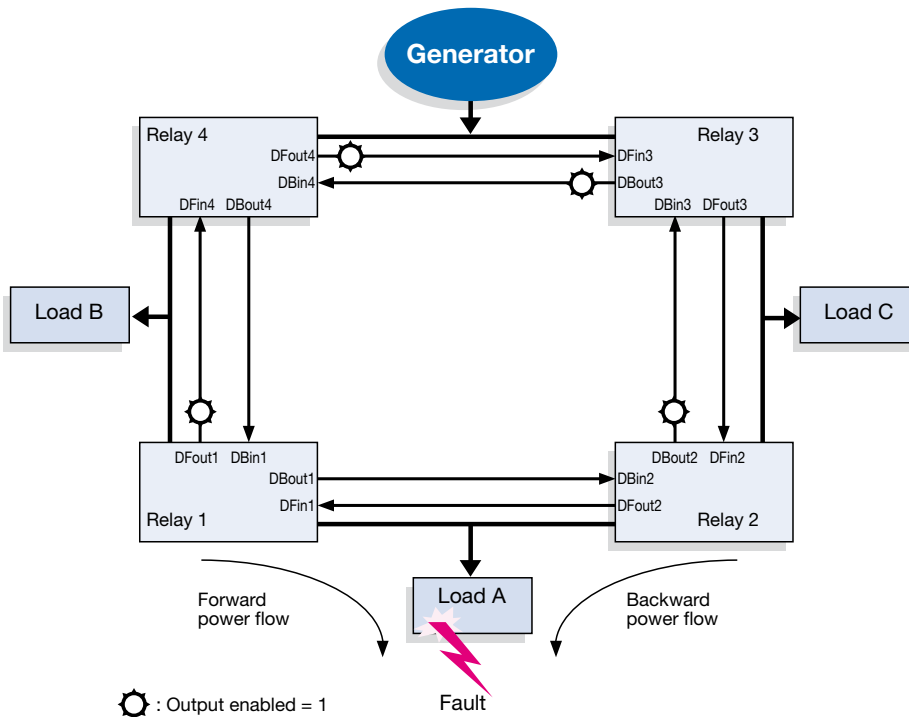 Generator
Relay 4
Relay 3
DFout4
DFin3
DBin4
DBout3
DFin4 DBout4
DBin3 DFout3
Load B
Load C
DFout1 DBin1
DBout2 DFin2
DBout1
DBin2
DFin1
DFout2
Relay 1
Relay 2
Load A
Forward
power flow
Backward
power flow
Fault
: Output enabled = 1